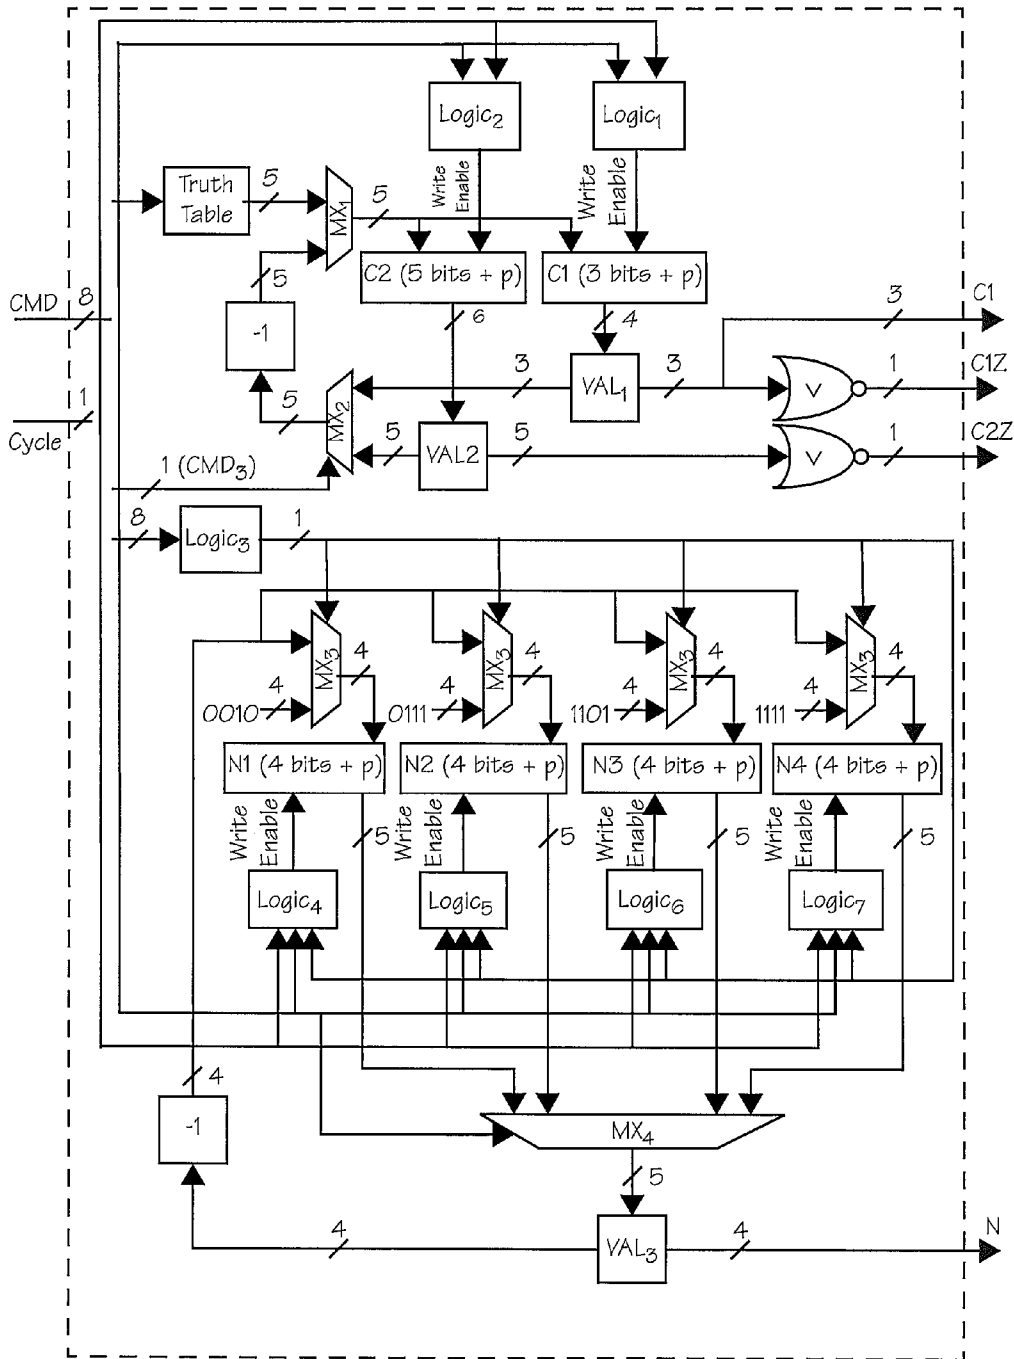 Logic2
Logic1
Write
Enable
Write
Enable
Truth
Table
5
MX1
5
C2 (5 bits + p)
C1 (3 bits + p)
5
6
4
3
C1
CMD
8
-1
VAL1
3
3
V
1
C1Z
MX2
5
Cycle
1
5
VAL2
5
V
1
C2Z
1 (CMD3)
8
Logic3
1
MX3
4
MX3
4
MX3
4
MX3
4
0010
4
0111
4
1101
4
1111
4
N1 (4 bits + p)
N2 (4 bits + p)
N3 (4 bits + p)
N4 (4 bits + p)
Write
Enable
5
Write
Enable
5
Write
Enable
5
Write
Enable
5
Logic4
Logic5
Logic6
Logic7
4
-1
MX4
5
4
VAL3
4
N